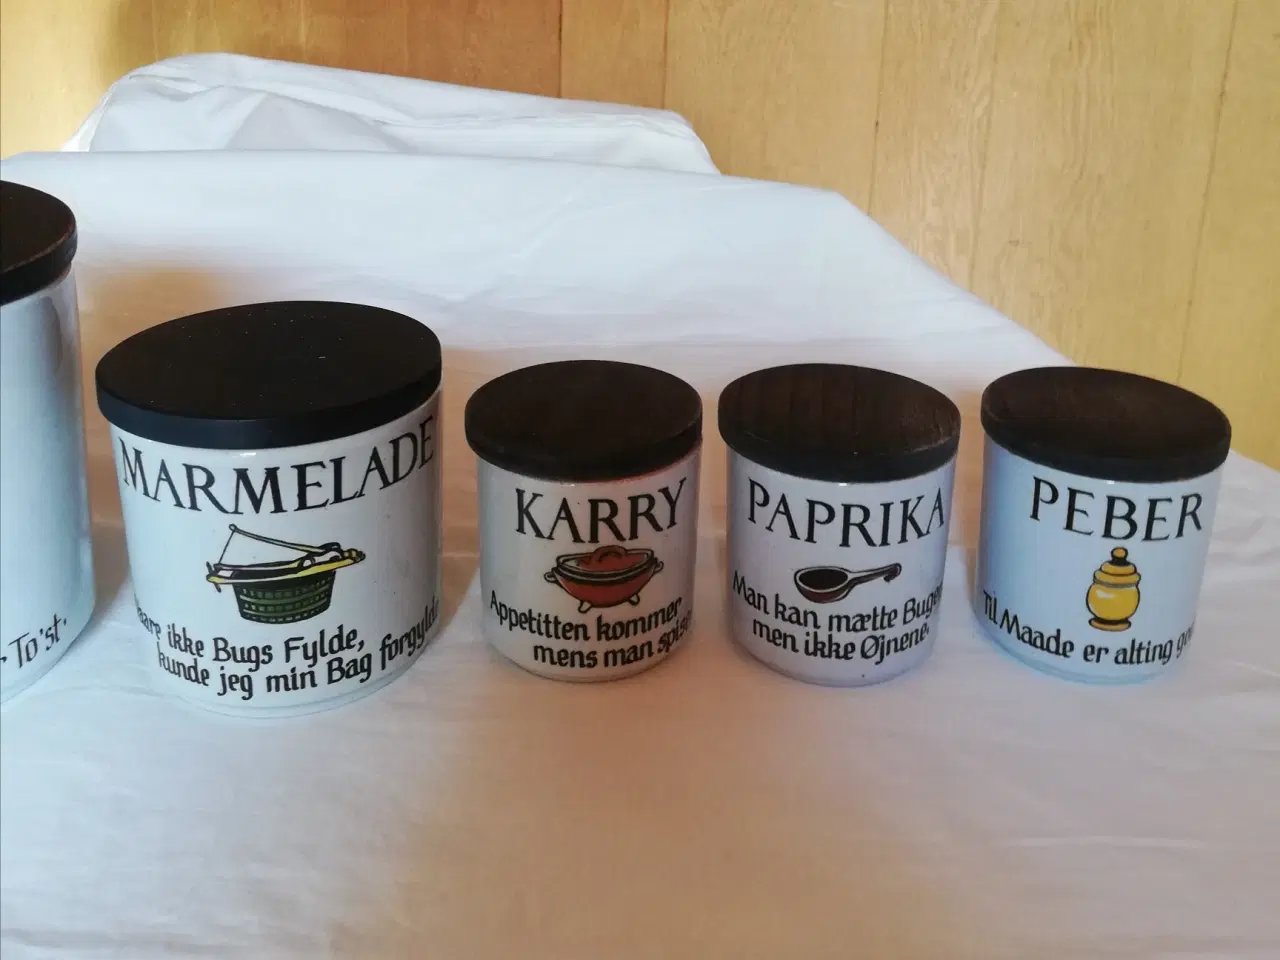 To'st.
MARMELADE
ikke Bugs Fylde,
kunde jeg min Bag
KARRY
Appetitten kommer
mens man
PAPRIKA
Man kan mætte
men ikke Øjnene.
PEBER
Til Maade er alting